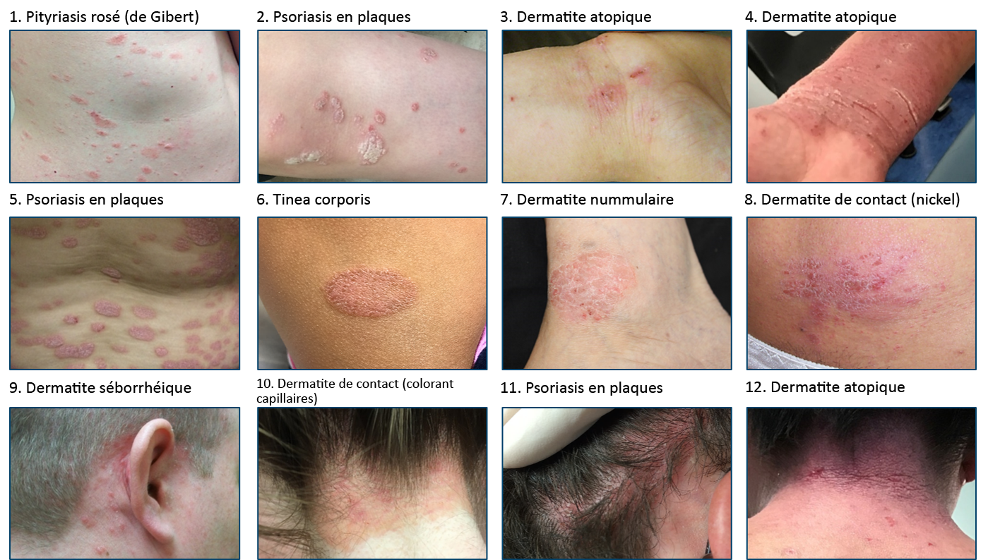 1. Pityriasis rosé (de Gibert)
2. Psoriasis en plaques
3. Dermatite atopique
4. Dermatite atopique
5. Psoriasis en plaques
6. Tinea corporis
7. Dermatite nummulaire
8. Dermatite de contact (nickel)
9. Dermatite séborrhéique
10. Dermatite de contact (colorant
capillaires)
11. Psoriasis en plaques
12. Dermatite atopique